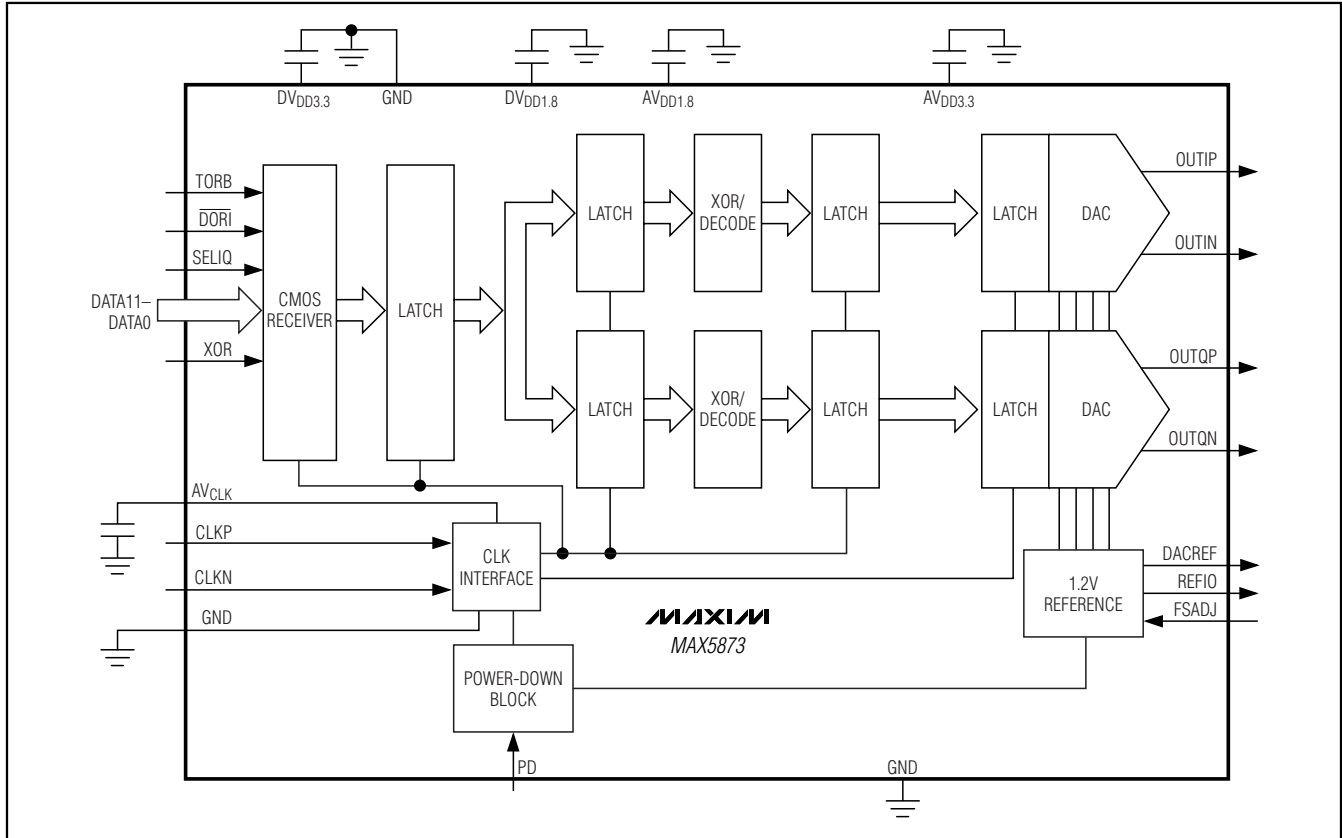 DVDD3.3
GND
DVDD1.8
AVDD1.8
AVDD3.3
TORB
DORI
SELIQ
DATA11–
DATA0
XOR
CMOS
RECEIVER
LATCH
LATCH
XOR/
DECODE
LATCH
LATCH
DAC
OUTIP
OUTIN
LATCH
XOR/
DECODE
LATCH
LATCH
DAC
OUTQP
OUTQN
AVCLK
CLKP
CLKN
GND
CLK
INTERFACE
1.2V
REFERENCE
DACREF
REFIO
FSADJ
MAXIM
MAX5873
POWER-DOWN
BLOCK
PD
GND